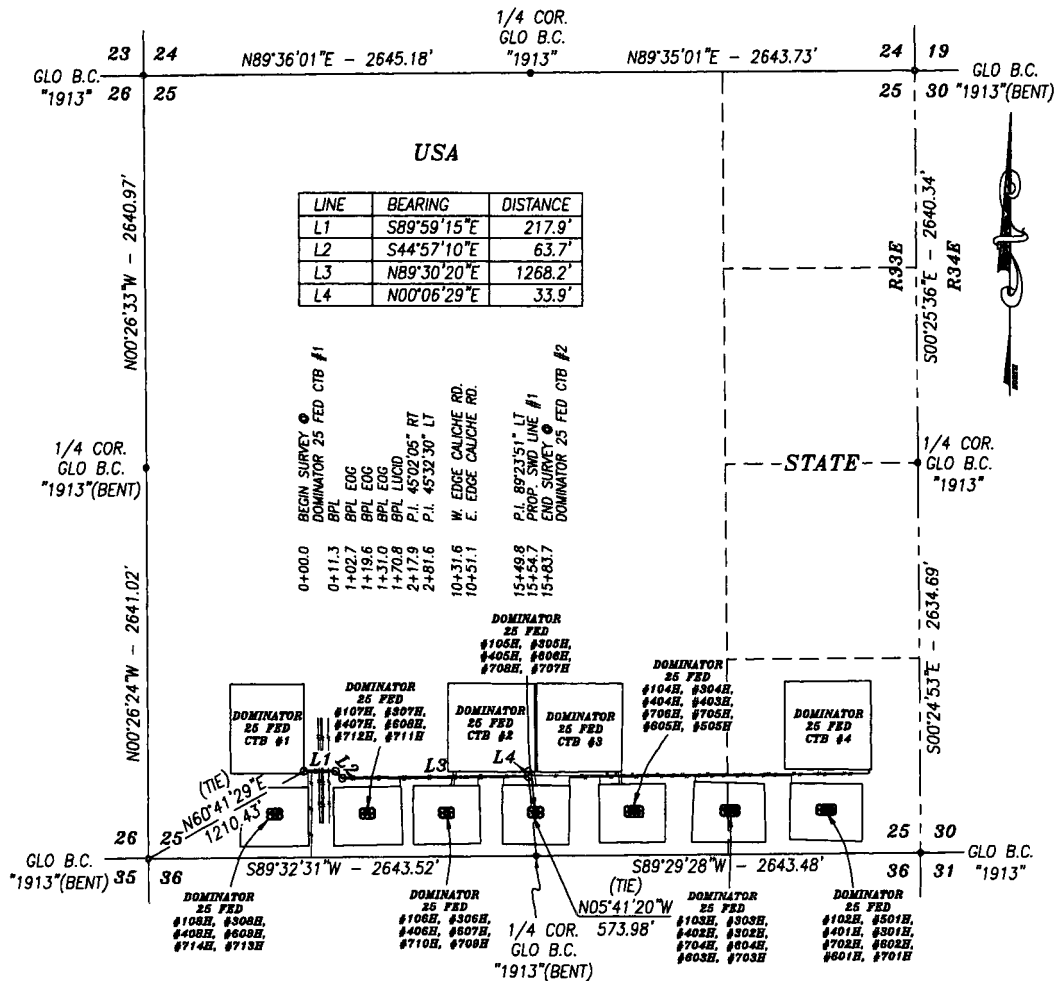 1/4 COR.
GLO B.C.
"1913"
23 24
N89°36'01"E - 2645.18'
N89°35'01"E - 2643.73'
24 19
GLO B.C.
"1913"
26 25
25 30
GLO B.C.
"1913"(BENT)
USA
LINE BEARING DISTANCE
L1 S89°59'15"E 217.9'
L2 S44°57'10"E 63.7'
L3 N89°30'20"E 1268.2'
L4 N00°06'29"E 33.9'
N00°26'33"W - 2640.97'
R33E
R34E
S00°25'36"E - 2640.34'
NORTH
1/4 COR.
GLO B.C.
"1913"(BENT)
0+00.0 BEGIN SURVEY @
DOMINATOR 25 FED CTB #1
0+11.3 BPL
1+02.7 BPL EOG
1+19.6 BPL EOG
1+31.0 BPL EOG
1+70.8 BPL LUCID
2+17.9 P.I. 45°02'05" RT
2+81.6 P.I. 45°32'30" LT
10+31.6 W. EDGE CALICHE RD.
10+51.1 E. EDGE CALICHE RD.
15+49.8 P.I. 89°23'51" LT
15+54.7 PROP. SWD LINE #1
15+83.7 END SURVEY @
DOMINATOR 25 FED CTB #2
STATE
1/4 COR.
GLO B.C.
"1913"
N00°26'24"W - 2641.02'
S00°24'53"E - 2634.69'
DOMINATOR
25 FED
#105H, #305H,
#405H, #606H,
#708H, #707H
DOMINATOR
25 FED
#107H, #307H,
#407H, #608H,
#712H, #711H
DOMINATOR
25 FED
#104H, #304H,
#404H, #403H,
#706H, #705H,
#605H, #505H
DOMINATOR
25 FED
CTB #1
DOMINATOR
25 FED
CTB #2
DOMINATOR
25 FED
CTB #3
DOMINATOR
25 FED
CTB #4
L1
L2
L3
L4
(TIE)
N60°41'29"E
1210.43'
26 25
GLO B.C.
"1913"(BENT)
35 36
S89°32'31"W - 2643.52'
S89°29'28"W - 2643.48'
25 30
36 31
GLO B.C.
"1913"
(TIE)
N05°41'20"W
573.98'
DOMINATOR
25 FED
#108H, #308H,
#408H, #609H,
#714H, #713H
DOMINATOR
25 FED
#106H, #306H,
#406H, #607H,
#710H, #709H
1/4 COR.
GLO B.C.
"1913"(BENT)
DOMINATOR
25 FED
#103H, #303H,
#402H, #302H,
#704H, #604H,
#603H, #703H
DOMINATOR
25 FED
#102H, #501H,
#401H, #301H,
#702H, #602H,
#601H, #701H